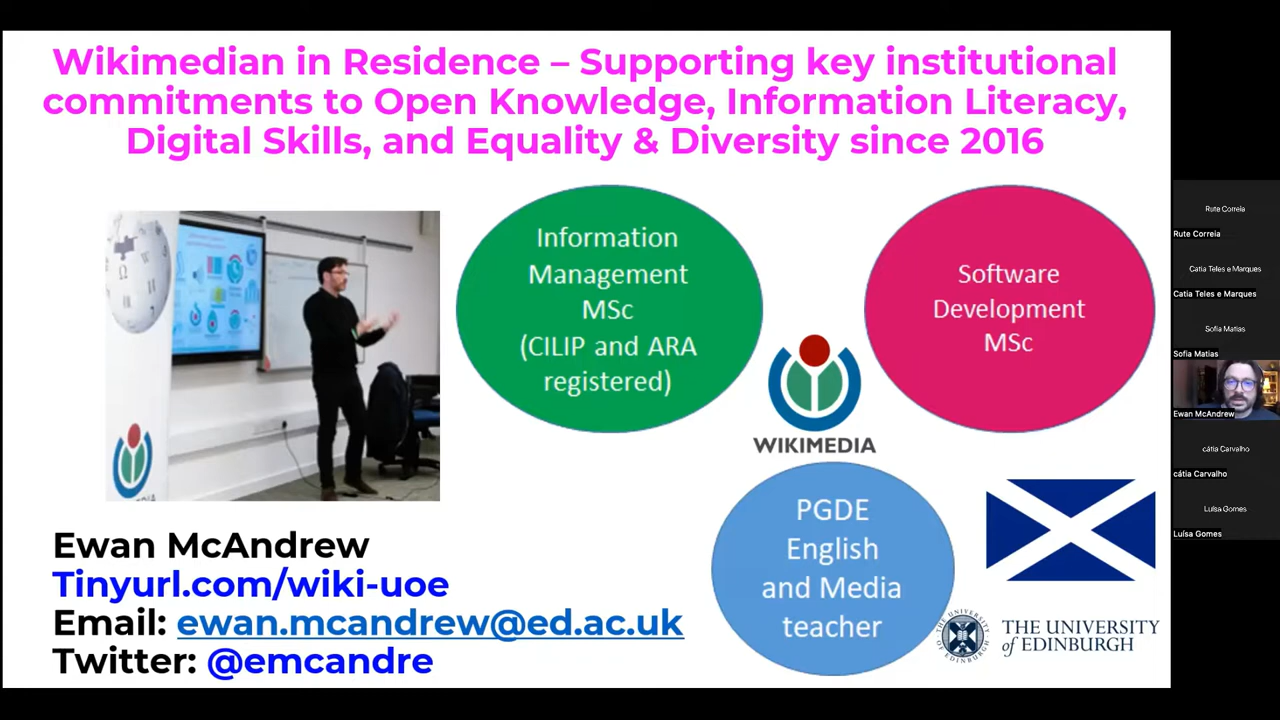 Wikimedian in Residence – Supporting key institutional
commitments to Open Knowledge, Information Literacy,
Digital Skills, and Equality & Diversity since 2016
Information
Management
MSc
(CILIP and ARA
registered)
Software
Development
MSc
WIKIMEDIA
PGDE
English
and Media
teacher
Ewan McAndrew
Tinyurl.com/wiki-uoe
Email: ewan.mcandrew@ed.ac.uk
Twitter: @emcandre
THE UNIVERSITY
of EDINBURGH
Rute Correia
Rute Correia
Catia Teles e Marques
Catia Teles e Marques
Sofia Matias
Sofia Matias
Ewan McAndrew
cátia Carvalho
cátia Carvalho
Luísa Gomes
Luísa Gomes